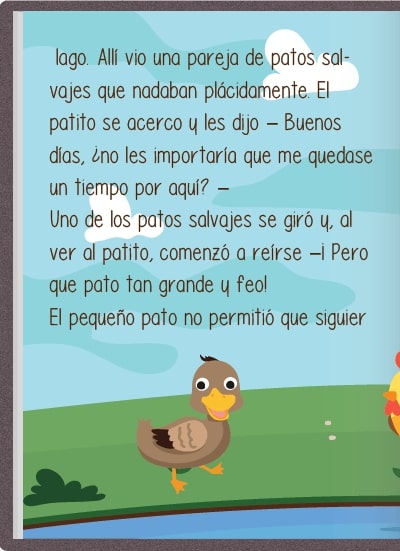 lago. Allí vio una pareja de patos sal-
vajes que nadaban plácidamente. El
patito se acerco y les dijo – Buenos
días, ¿no les importaría que me quedase
un tiempo por aquí? –
Uno de los patos salvajes se giró y, al
ver al patito, comenzó a reírse –¡ Pero
que pato tan grande y feo!
El pequeño pato no permitió que siguier